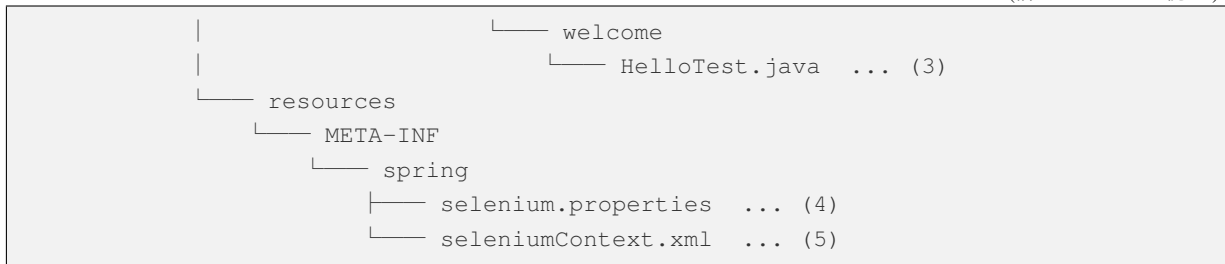 │ └── welcome
│ └── HelloTest.java ... (3)
└── resources
└── META-INF
└── spring
├── selenium.properties ... (4)
└── seleniumContext.xml ... (5)